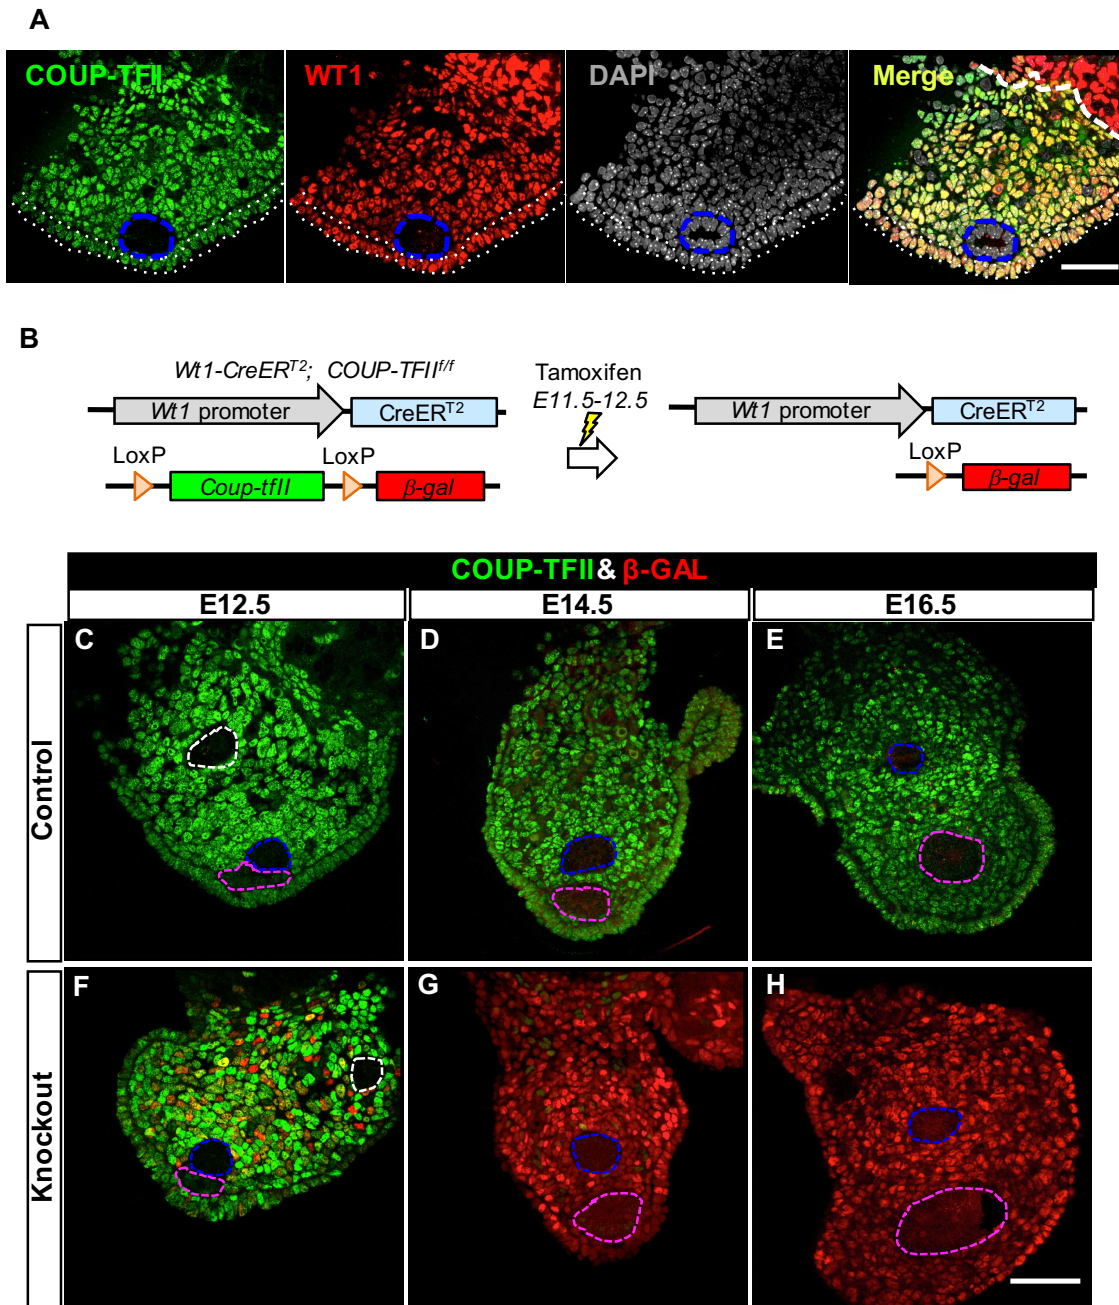 A
COUP-TFII WT1 DAPI Merge
B
Wt1-CreER^T2; COUP-TFII^f/f
Tamoxifen
E11.5-12.5
Wt1 promoter CreER^T2
Wt1 promoter CreER^T2
LoxP LoxP LoxP
Coup-tfII β-gal β-gal
COUP-TFII & β-GAL
E12.5 E14.5 E16.5
Control
C D E
Knockout
F G H